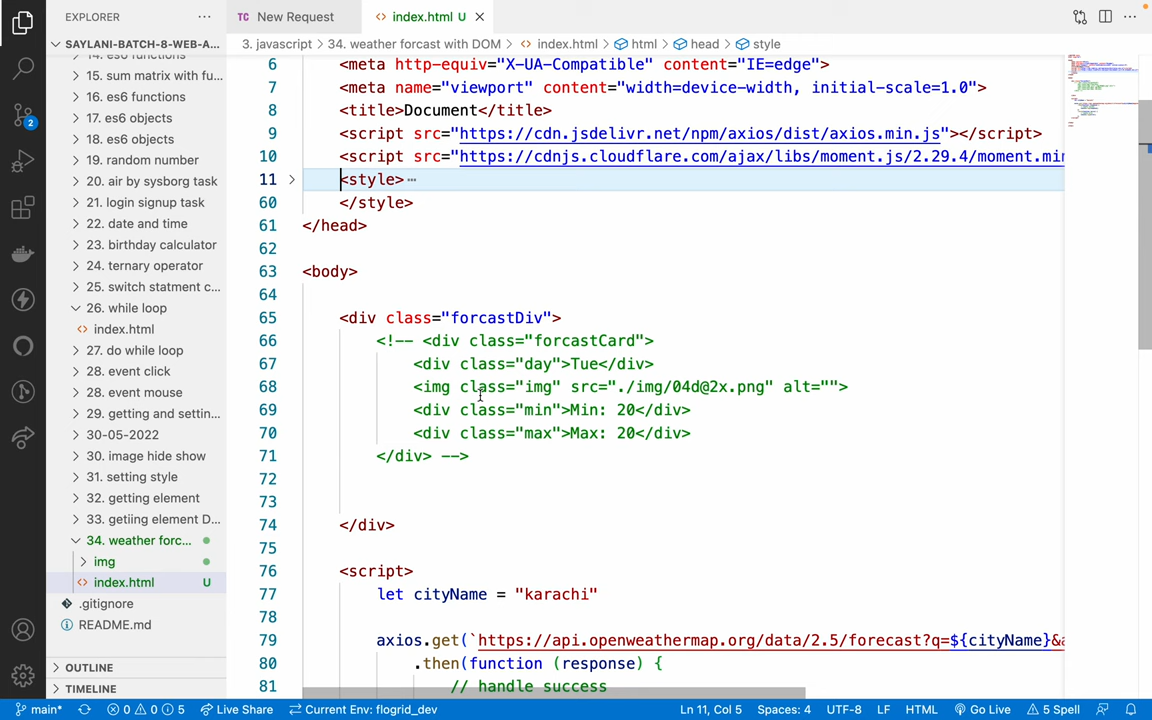 EXPLORER
TC New Request
<> index.html U
3. javascript > 34. weather forcast with DOM > <> index.html > html > head > style
SAYLANI-BATCH-8-WEB-A...
14. es6 functions
15. sum matrix with fu...
16. es6 functions
17. es6 objects
18. es6 objects
19. random number
20. air by sysborg task
21. login signup task
22. date and time
23. birthday calculator
24. ternary operator
25. switch statment c...
26. while loop
<> index.html
27. do while loop
28. event click
28. event mouse
29. getting and settin...
30-05-2022
30. image hide show
31. setting style
32. getting element
33. getiing element D...
34. weather forc...
img
<> index.html U
.gitignore
README.md
OUTLINE
TIMELINE
2
6 <meta http-equiv="X-UA-Compatible" content="IE=edge">
7 <meta name="viewport" content="width=device-width, initial-scale=1.0">
8 <title>Document</title>
9 <script src="https://cdn.jsdelivr.net/npm/axios/dist/axios.min.js"></script>
10 <script src="https://cdnjs.cloudflare.com/ajax/libs/moment.js/2.29.4/moment.mi
11 <style>…
60 </style>
61 </head>
62
63 <body>
64
65 <div class="forcastDiv">
66 <!-- <div class="forcastCard">
67 <div class="day">Tue</div>
68 <img class="img" src="./img/04d@2x.png" alt="">
69 <div class="min">Min: 20</div>
70 <div class="max">Max: 20</div>
71 </div> -->
72
73
74 </div>
75
76 <script>
77 let cityName = "karachi"
78
79 axios.get(`https://api.openweathermap.org/data/2.5/forecast?q=${cityName}&a
80 .then(function (response) {
81 // handle success
main* 0 0 5 Live Share Current Env: flogrid_dev Ln 11, Col 5 Spaces: 4 UTF-8 LF HTML Go Live 5 Spell